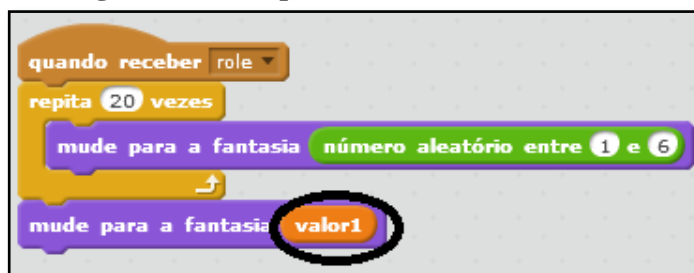 quando receber role
repita 20 vezes
mude para a fantasia número aleatório entre 1 e 6
mude para a fantasia valor1